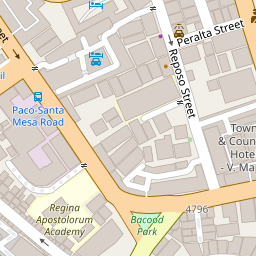 Peralta Street
Reposo Street
Paco-Santa
Mesa Road
Town
& Coun
Hote
- V. Ma
Regina
Apostolorum
Academy
Bacood
Park
4796